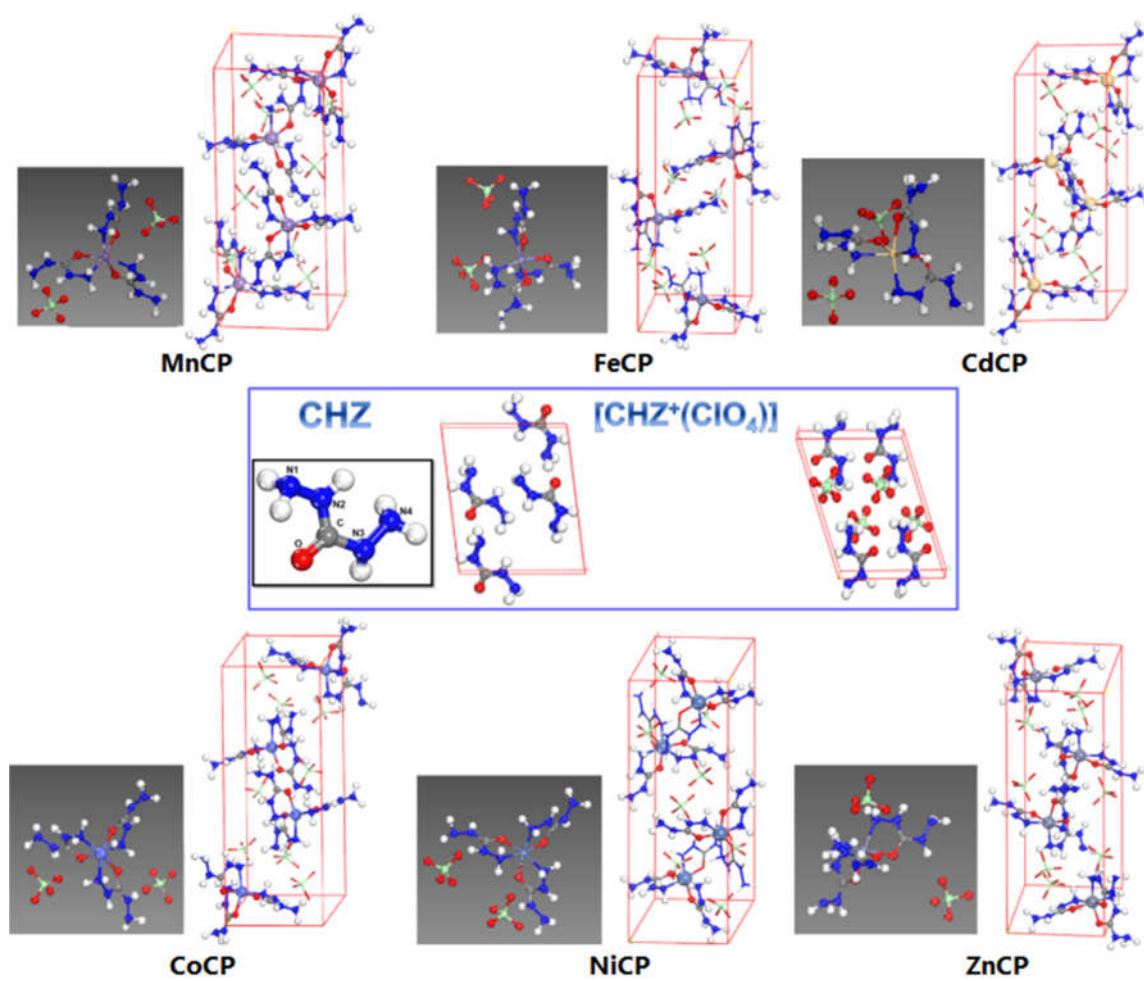 MnCP
FeCP
CdCP
CHZ
[CHZ⁺(ClO₄)]
N1
N2
N4
C
N3
O
CoCP
NiCP
ZnCP